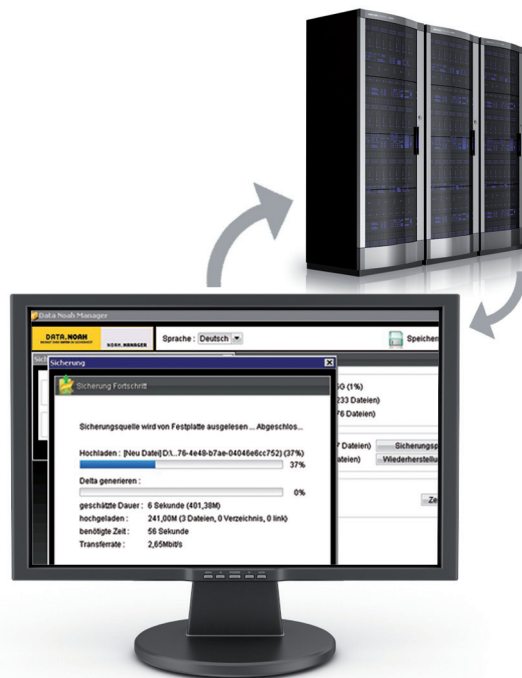 Data Noah Manager
DATA.NOAH
NOAH.MANAGER
Sprache : Deutsch
Speichern
Sicherung
Sicherung Fortschritt
Sicherungsquelle wird von Festplatte ausgelesen ... Abgeschlos...
Hochladen : [Neu Datei] D:\...76-4e48-b7ae-04046e6cc752) (37%)
37%
Delta generieren :
0%
geschätzte Dauer : 6 Sekunde (401,38M)
hochgeladen : 241,00M (3 Dateien, 0 Verzeichnis, 0 link)
benötigte Zeit : 56 Sekunde
Transferrate : 2,65Mbit/s
5G (1%)
233 Dateien)
76 Dateien)
7 Dateien) Sicherungsp
ateien) Wiederherstellu
Ze